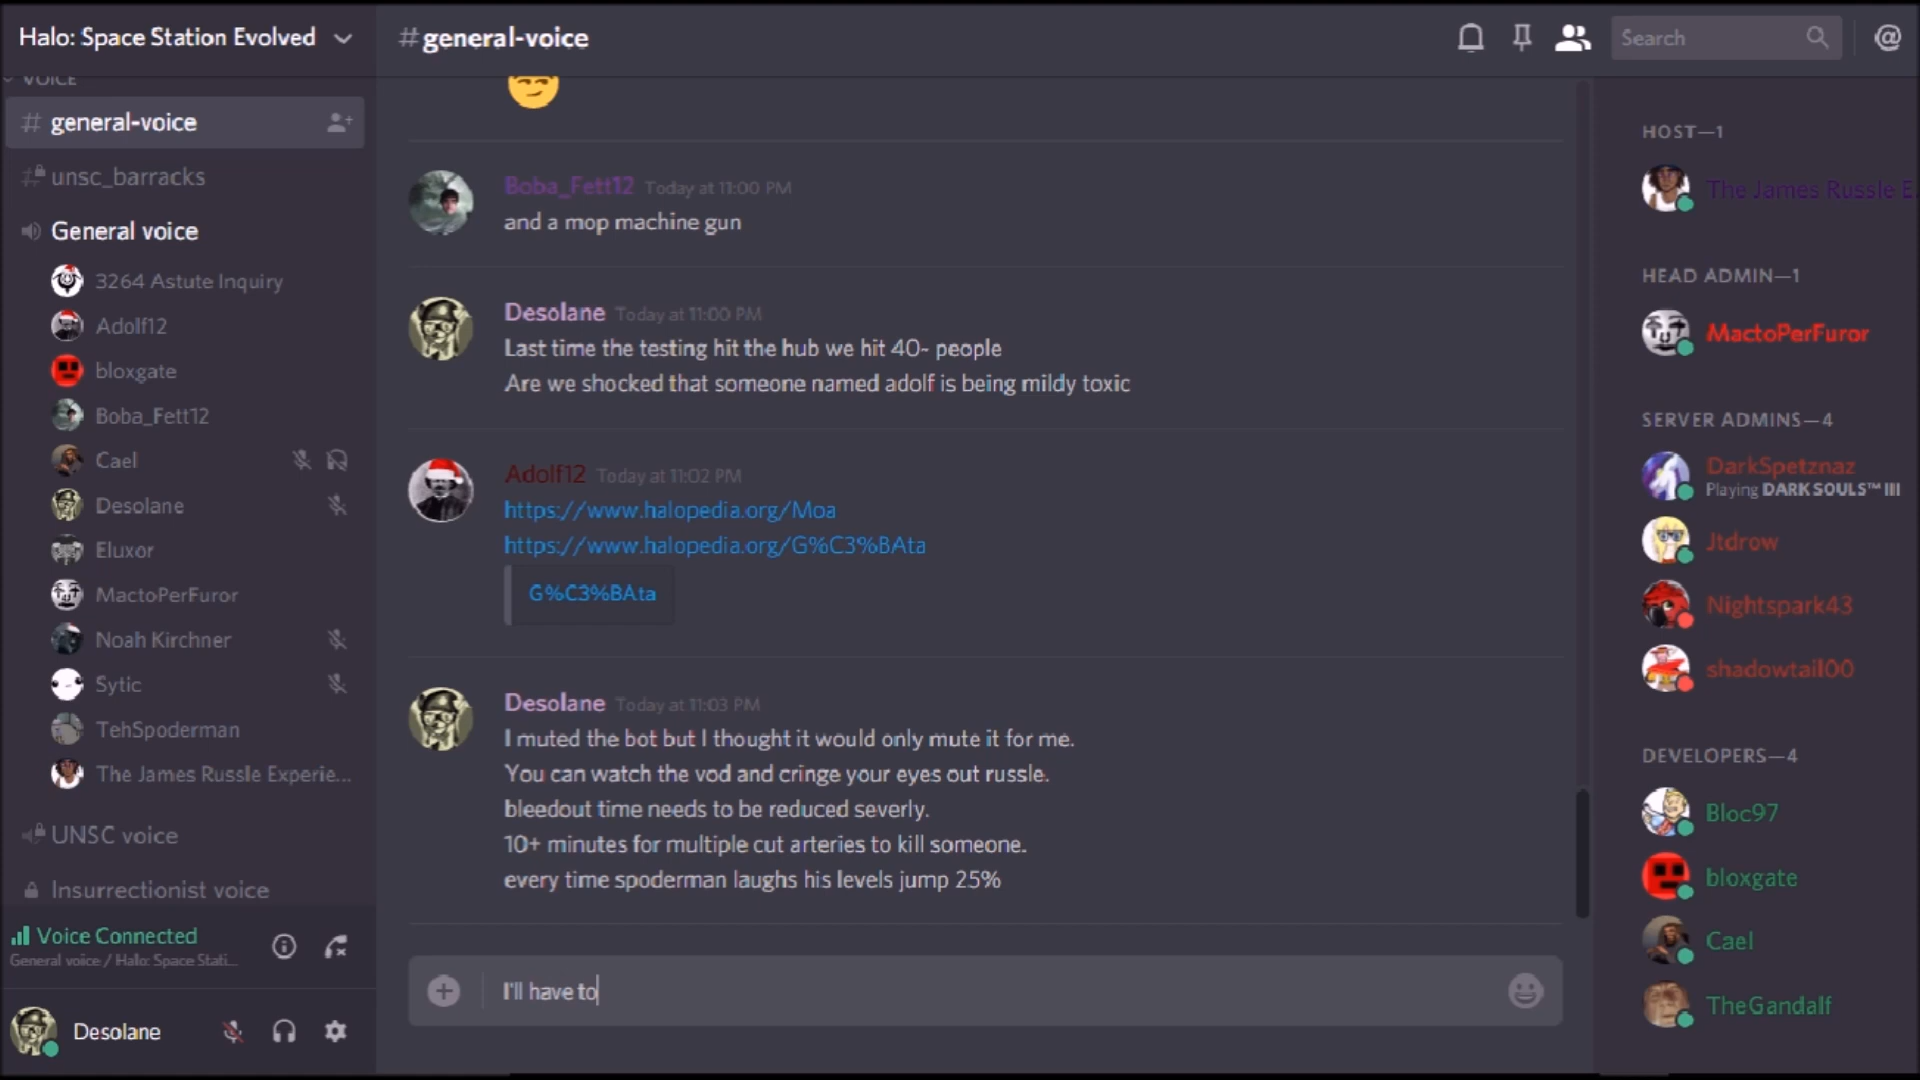 Halo: Space Station Evolved
VOICE
# general-voice
unsc_barracks
General voice
3264 Astute Inquiry
Adolf12
bloxgate
Boba_Fett12
Cael
Desolane
Eluxor
MactoPerFuror
Noah Kirchner
Sytic
TehSpoderman
The James Russle Experie...
UNSC voice
Insurrectionist voice
Voice Connected
General voice / Halo: Space Stati...
Desolane
#general-voice
Search
Boba_Fett12 Today at 11:00 PM
and a mop machine gun
Desolane Today at 11:00 PM
Last time the testing hit the hub we hit 40~ people
Are we shocked that someone named adolf is being mildy toxic
Adolf12 Today at 11:02 PM
https://www.halopedia.org/Moa
https://www.halopedia.org/G%C3%BAta
G%C3%BAta
Desolane Today at 11:03 PM
I muted the bot but I thought it would only mute it for me.
You can watch the vod and cringe your eyes out russle.
bleedout time needs to be reduced severly.
10+ minutes for multiple cut arteries to kill someone.
every time spoderman laughs his levels jump 25%
I'll have to
HOST—1
The James Russle E
HEAD ADMIN—1
MactoPerFuror
SERVER ADMINS—4
DarkSpetznaz
Playing DARK SOULS™ III
Jtdrow
Nightspark43
shadowtail00
DEVELOPERS—4
Bloc97
bloxgate
Cael
TheGandalf